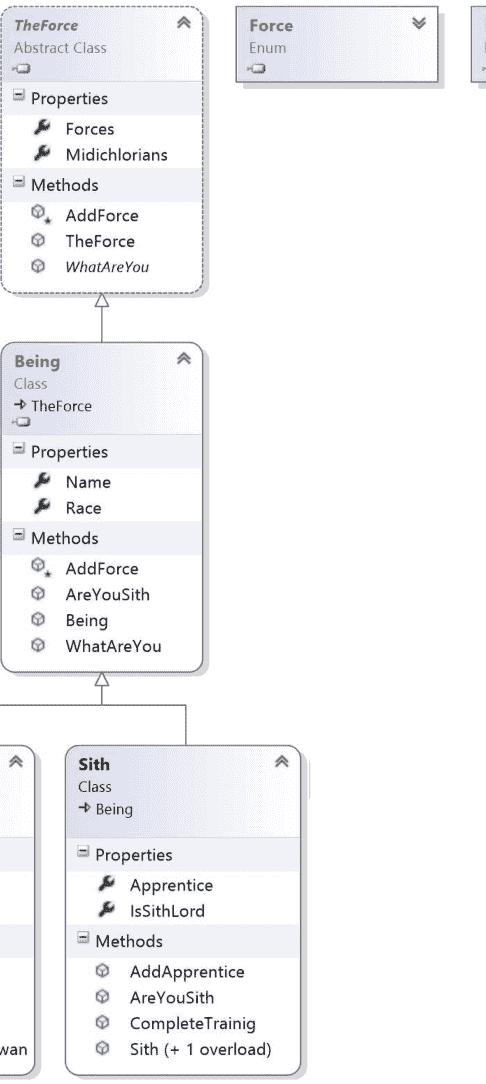 TheForce
Abstract Class
Properties
Forces
Midichlorians
Methods
AddForce
TheForce
WhatAreYou
Force
Enum
Being
Class
TheForce
Properties
Name
Race
Methods
AddForce
AreYouSith
Being
WhatAreYou
Sith
Class
Being
Properties
Apprentice
IsSithLord
Methods
AddApprentice
AreYouSith
CompleteTrainig
Sith (+ 1 overload)
wan